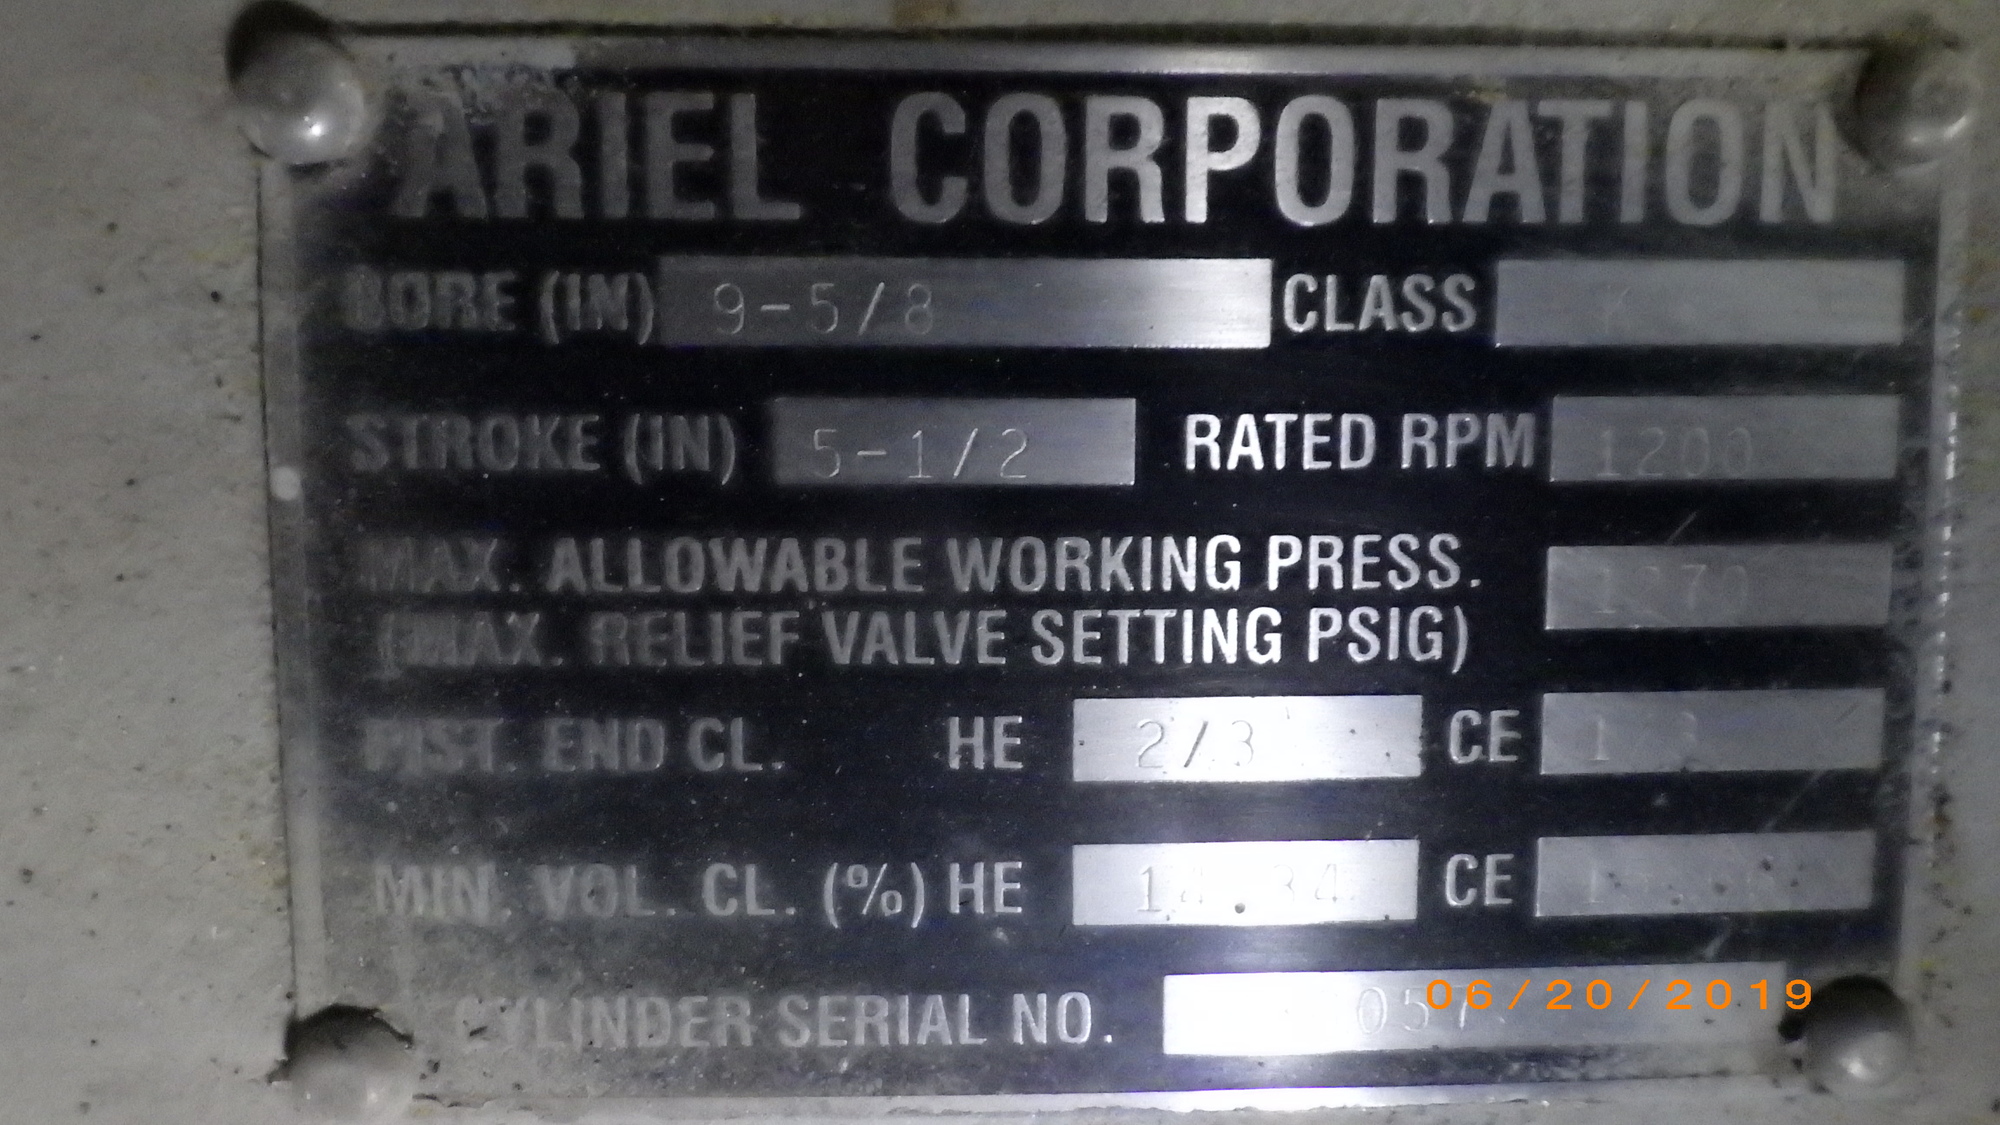 ARIEL CORPORATION
BORE (IN) 9-5/8 CLASS
STROKE (IN) 5-1/2 RATED RPM 1200
MAX. ALLOWABLE WORKING PRESS.
(MAX. RELIEF VALVE SETTING PSIG)
PIST. END CL. HE 2/3 CE
MIN. VOL. CL. (%) HE CE
CYLINDER SERIAL NO.
06/20/2019